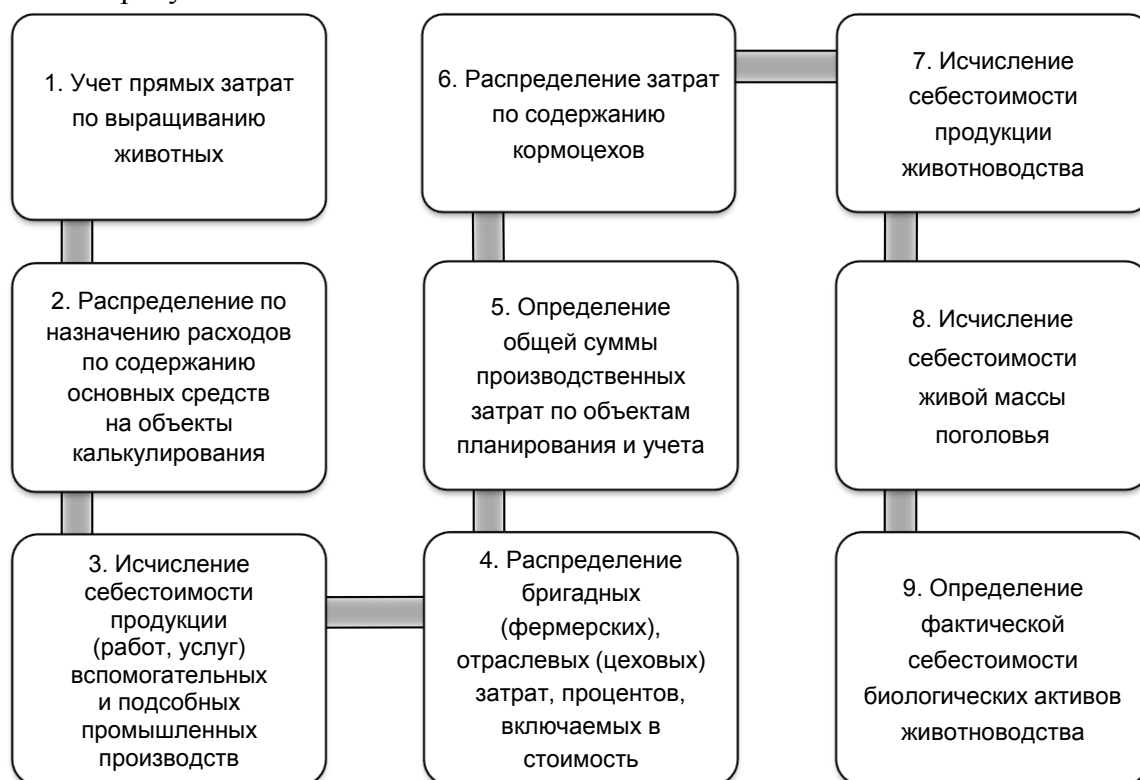 1. Учет прямых затрат
по выращиванию
животных
2. Распределение по
назначению расходов
по содержанию
основных средств
на объекты
калькулирования
3. Исчисление
себестоимости
продукции
(работ, услуг)
вспомогательных
и подсобных
промышленных
производств
4. Распределение
бригадных
(фермерских),
отраслевых (цеховых)
затрат, процентов,
включаемых в
стоимость
5. Определение
общей суммы
производственных
затрат по объектам
планирования и учета
6. Распределение затрат
по содержанию
кормоцехов
7. Исчисление
себестоимости
продукции
животноводства
8. Исчисление
себестоимости
живой массы
поголовья
9. Определение
фактической
себестоимости
биологических активов
животноводства